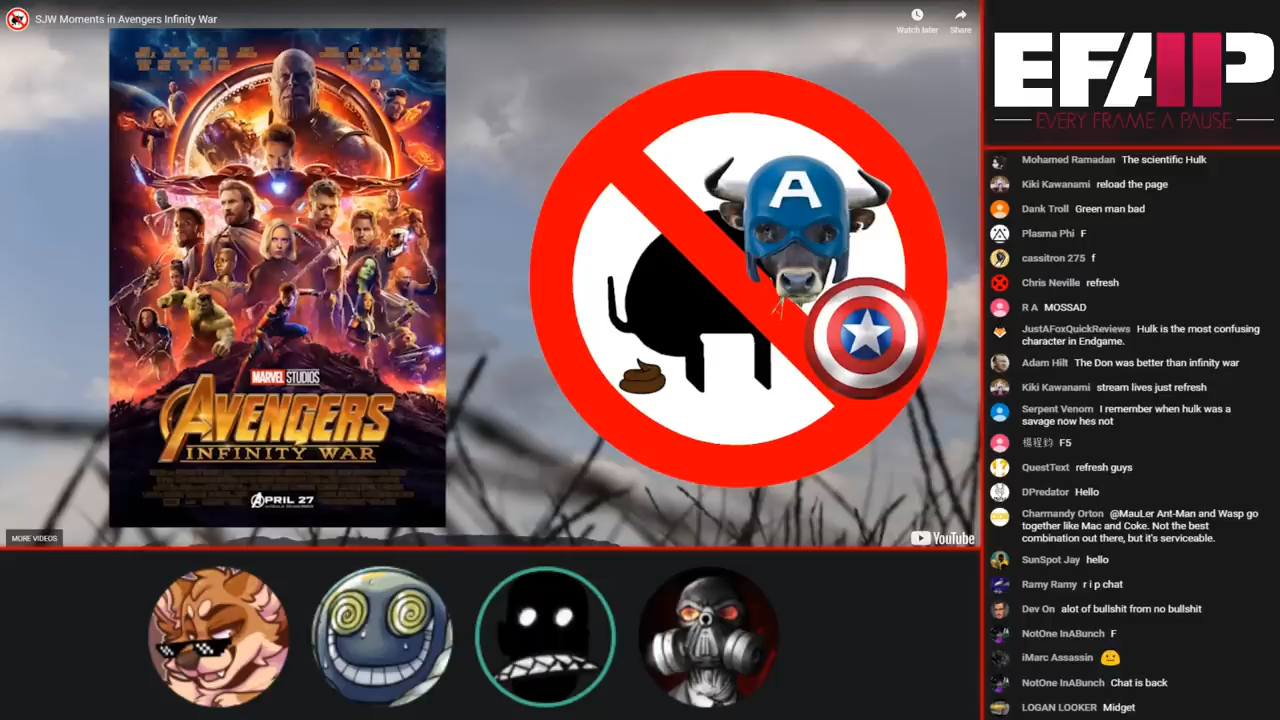 SJW Moments in Avengers Infinity War
Watch later
Share
MARVEL STUDIOS
AVENGERS
INFINITY WAR
APRIL 27
A
MORE VIDEOS
YouTube
EFAP
EVERY FRAME A PAUSE
Mohamed Ramadan The scientific Hulk
Kiki Kawanami reload the page
Dank Troll Green man bad
Plasma Phi F
cassitron 275 f
Chris Neville refresh
R A MOSSAD
JustAFoxQuickReviews Hulk is the most confusing
character in Endgame.
Adam Hilt The Don was better than infinity war
Kiki Kawanami stream lives just refresh
Serpent Venom I remember when hulk was a
savage now hes not
F5
QuestText refresh guys
DPredator Hello
Charmandy Orton @MauLer Ant-Man and Wasp go
together like Mac and Coke. Not the best
combination out there, but it's serviceable.
SunSpot Jay hello
Ramy Ramy r i p chat
Dev On alot of bullshit from no bullshit
NotOne InABunch F
iMarc Assassin
NotOne InABunch Chat is back
LOGAN LOOKER Midget